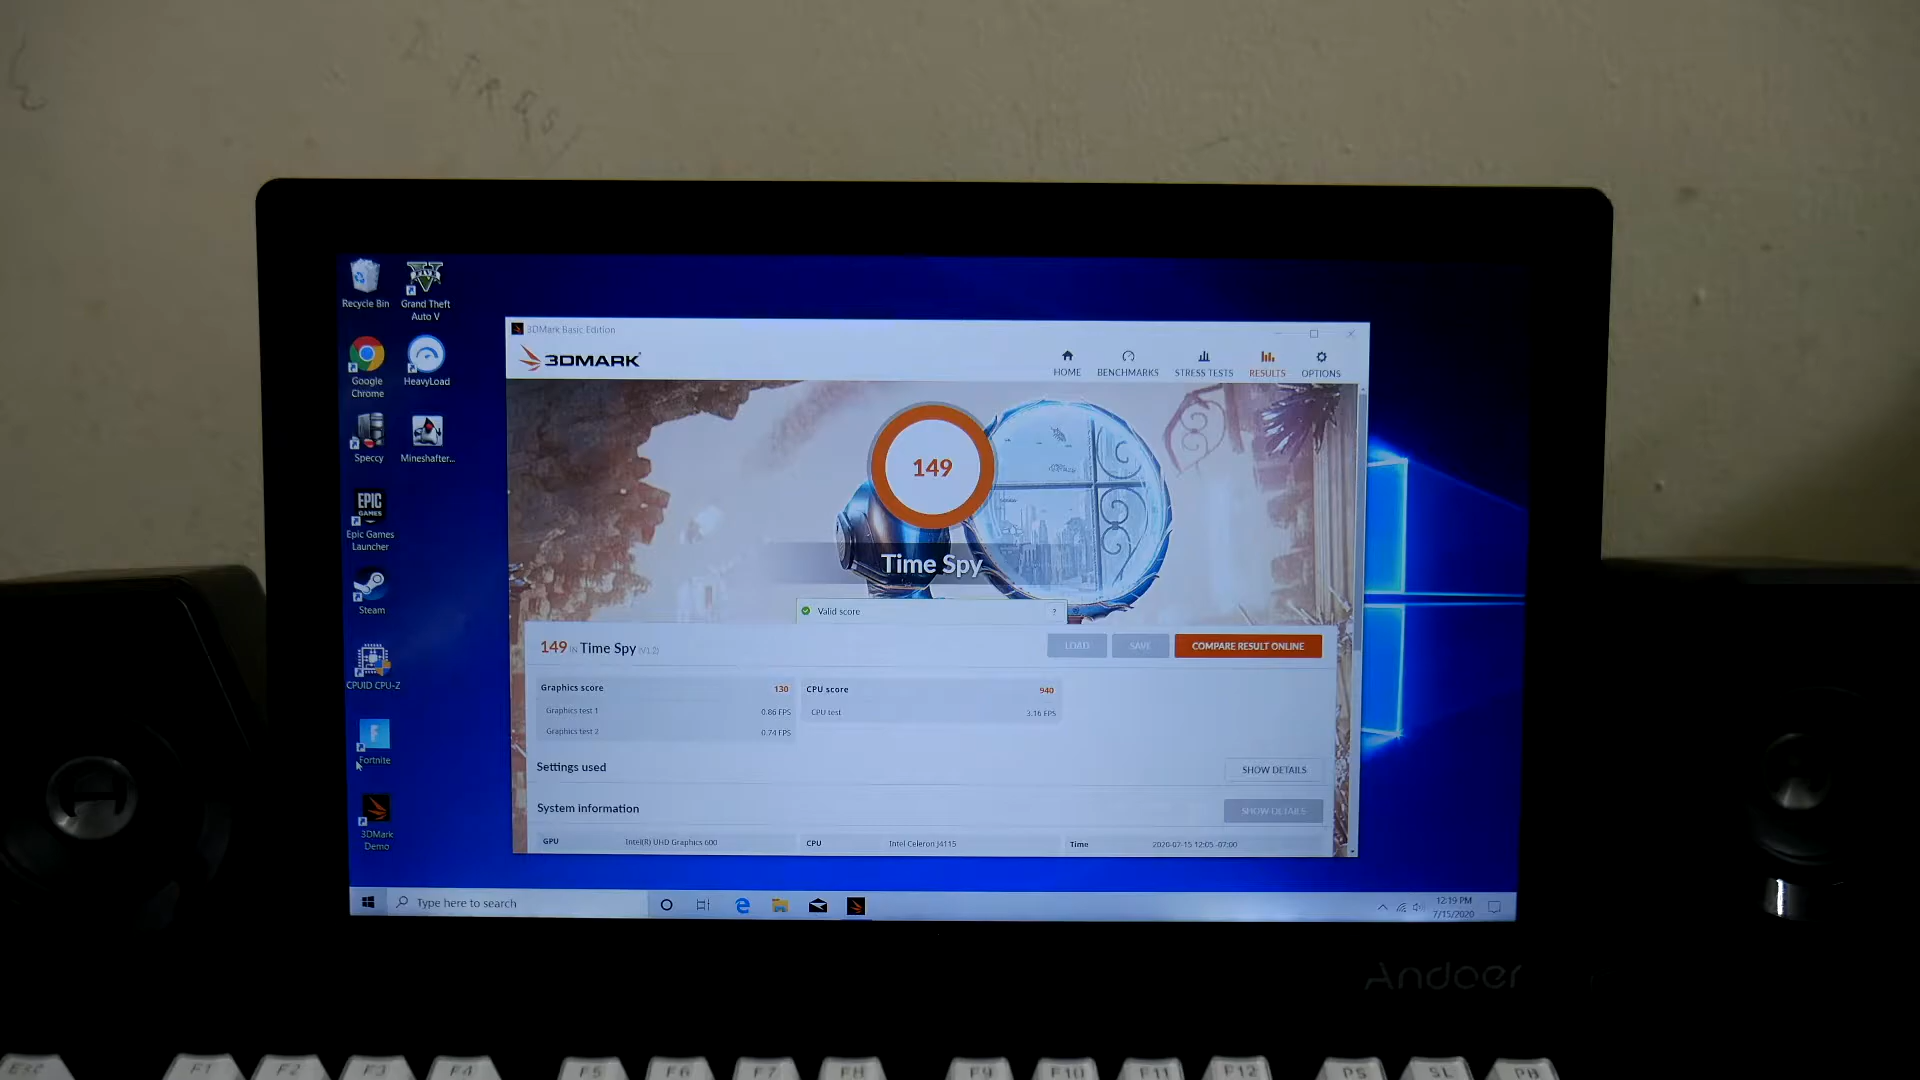 Recycle Bin
Grand Theft
Auto V
Google
Chrome
HeavyLoad
Speccy
Mineshafter...
EPIC
GAMES
Epic Games
Launcher
Steam
CPUID CPU-Z
F
Fortnite
3DMark
Demo
3DMark Basic Edition
3DMARK
HOME
BENCHMARKS
STRESS TESTS
RESULTS
OPTIONS
149
Time Spy
Valid score
?
149 IN Time Spy (V1.2)
LOAD
SAVE
COMPARE RESULT ONLINE
Graphics score 130
Graphics test 1 0.86 FPS
Graphics test 2 0.74 FPS
CPU score 940
CPU test 3.16 FPS
Settings used
SHOW DETAILS
System information
SHOW DETAILS
GPU Intel(R) UHD Graphics 600
CPU Intel Celeron J4115
Time 2020-07-15 12:05 -07:00
Type here to search
12:19 PM
7/15/2020
Andoer
ESC F1 F2 F3 F4 F5 F6 F7 F8 F9 F10 F11 F12 PS SL PB